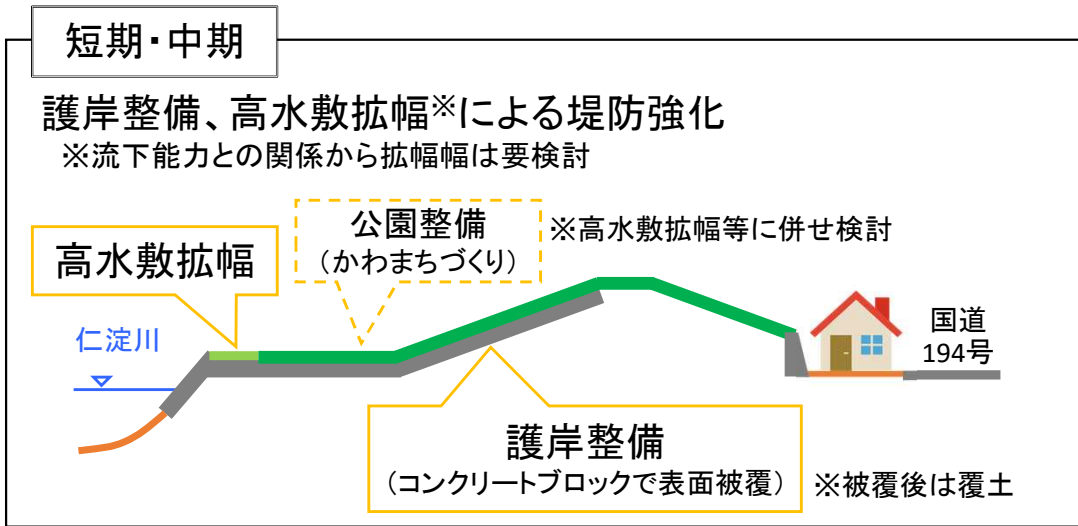 短期・中期
護岸整備、高水敷拡幅※による堤防強化
※流下能力との関係から拡幅幅は要検討
公園整備
(かわまちづくり)
※高水敷拡幅等に併せ検討
高水敷拡幅
仁淀川
国道
194号
護岸整備
(コンクリートブロックで表面被覆)
※被覆後は覆土